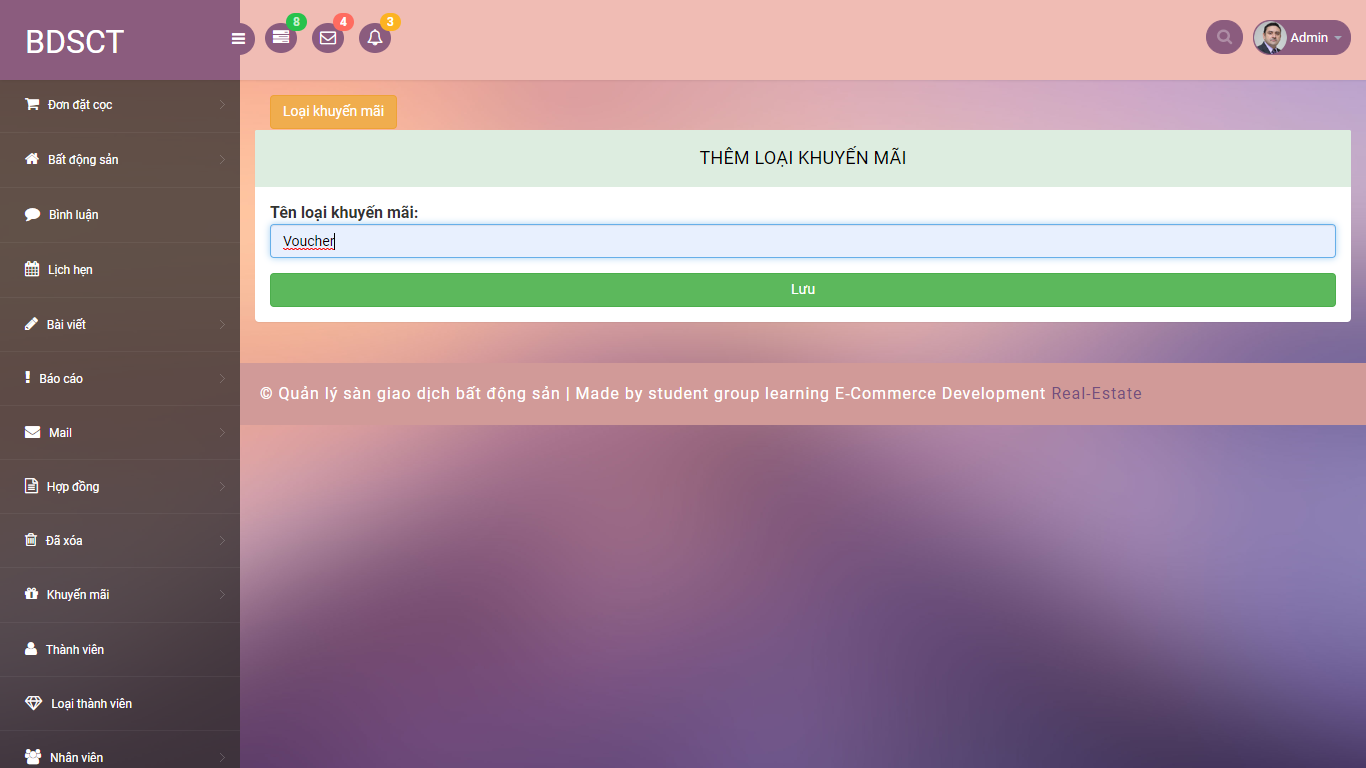 BDSCT
8
4
3
Admin
Đơn đặt cọc
Bất động sản
Bình luận
Lịch hẹn
Bài viết
Báo cáo
Mail
Hợp đồng
Đã xóa
Khuyến mãi
Thành viên
Loại thành viên
Nhân viên
Loại khuyến mãi
THÊM LOẠI KHUYẾN MÃI
Tên loại khuyến mãi:
Voucher
Lưu
© Quản lý sàn giao dịch bất động sản | Made by student group learning E-Commerce Development Real-Estate